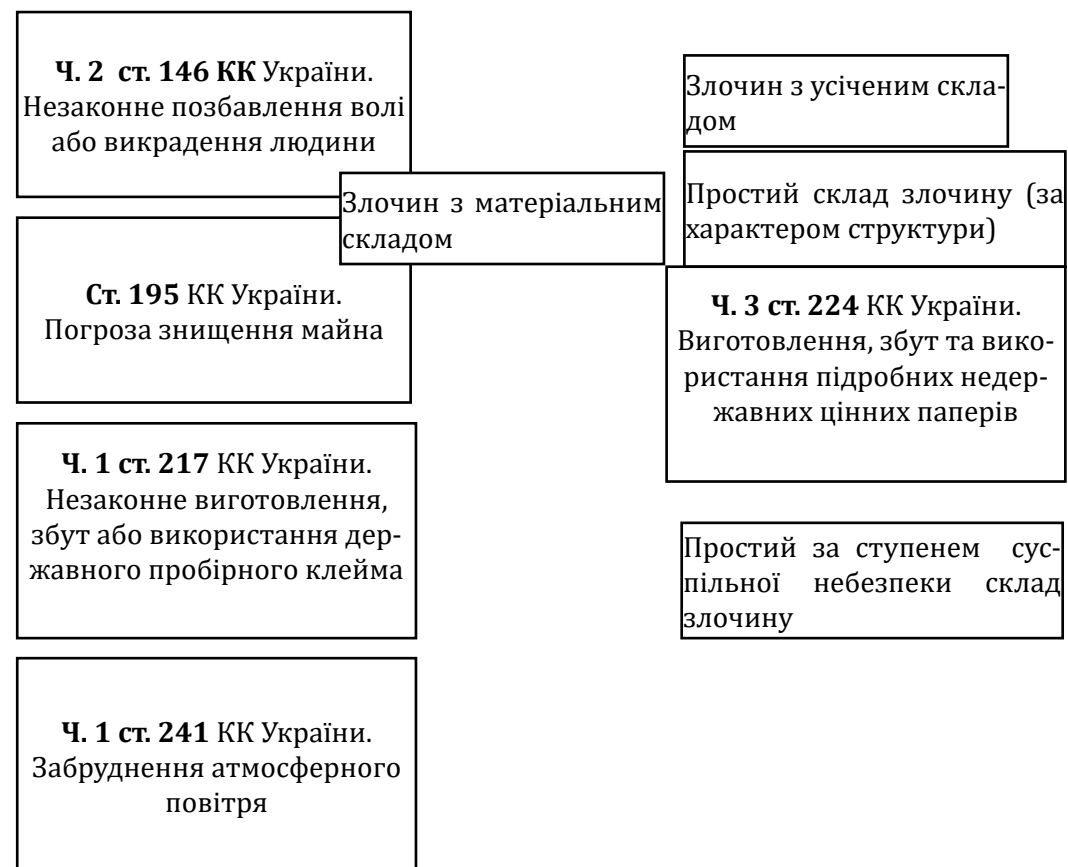 Ч. 2 ст. 146 КК України.
Незаконне позбавлення волі
або викрадення людини
Злочин з усіченим скла-
дом
Злочин з матеріальним
складом
Простий склад злочину (за
характером структури)
Ст. 195 КК України.
Погроза знищення майна
Ч. 3 ст. 224 КК України.
Виготовлення, збут та вико-
ристання підробних недер-
жавних цінних паперів
Ч. 1 ст. 217 КК України.
Незаконне виготовлення,
збут або використання дер-
жавного пробірного клейма
Простий за ступенем сус-
пільної небезпеки склад
злочину
Ч. 1 ст. 241 КК України.
Забруднення атмосферного
повітря